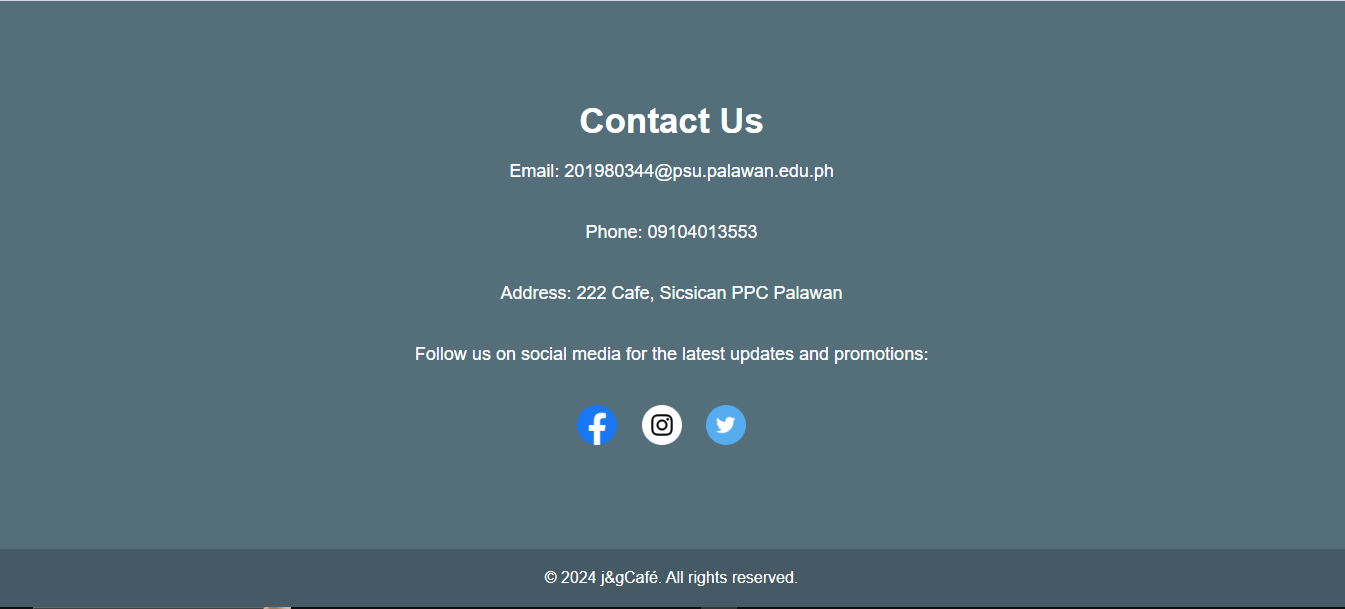 Contact Us
Email: 201980344@psu.palawan.edu.ph
Phone: 09104013553
Address: 222 Cafe, Sicsican PPC Palawan
Follow us on social media for the latest updates and promotions:
© 2024 j&gCafé. All rights reserved.